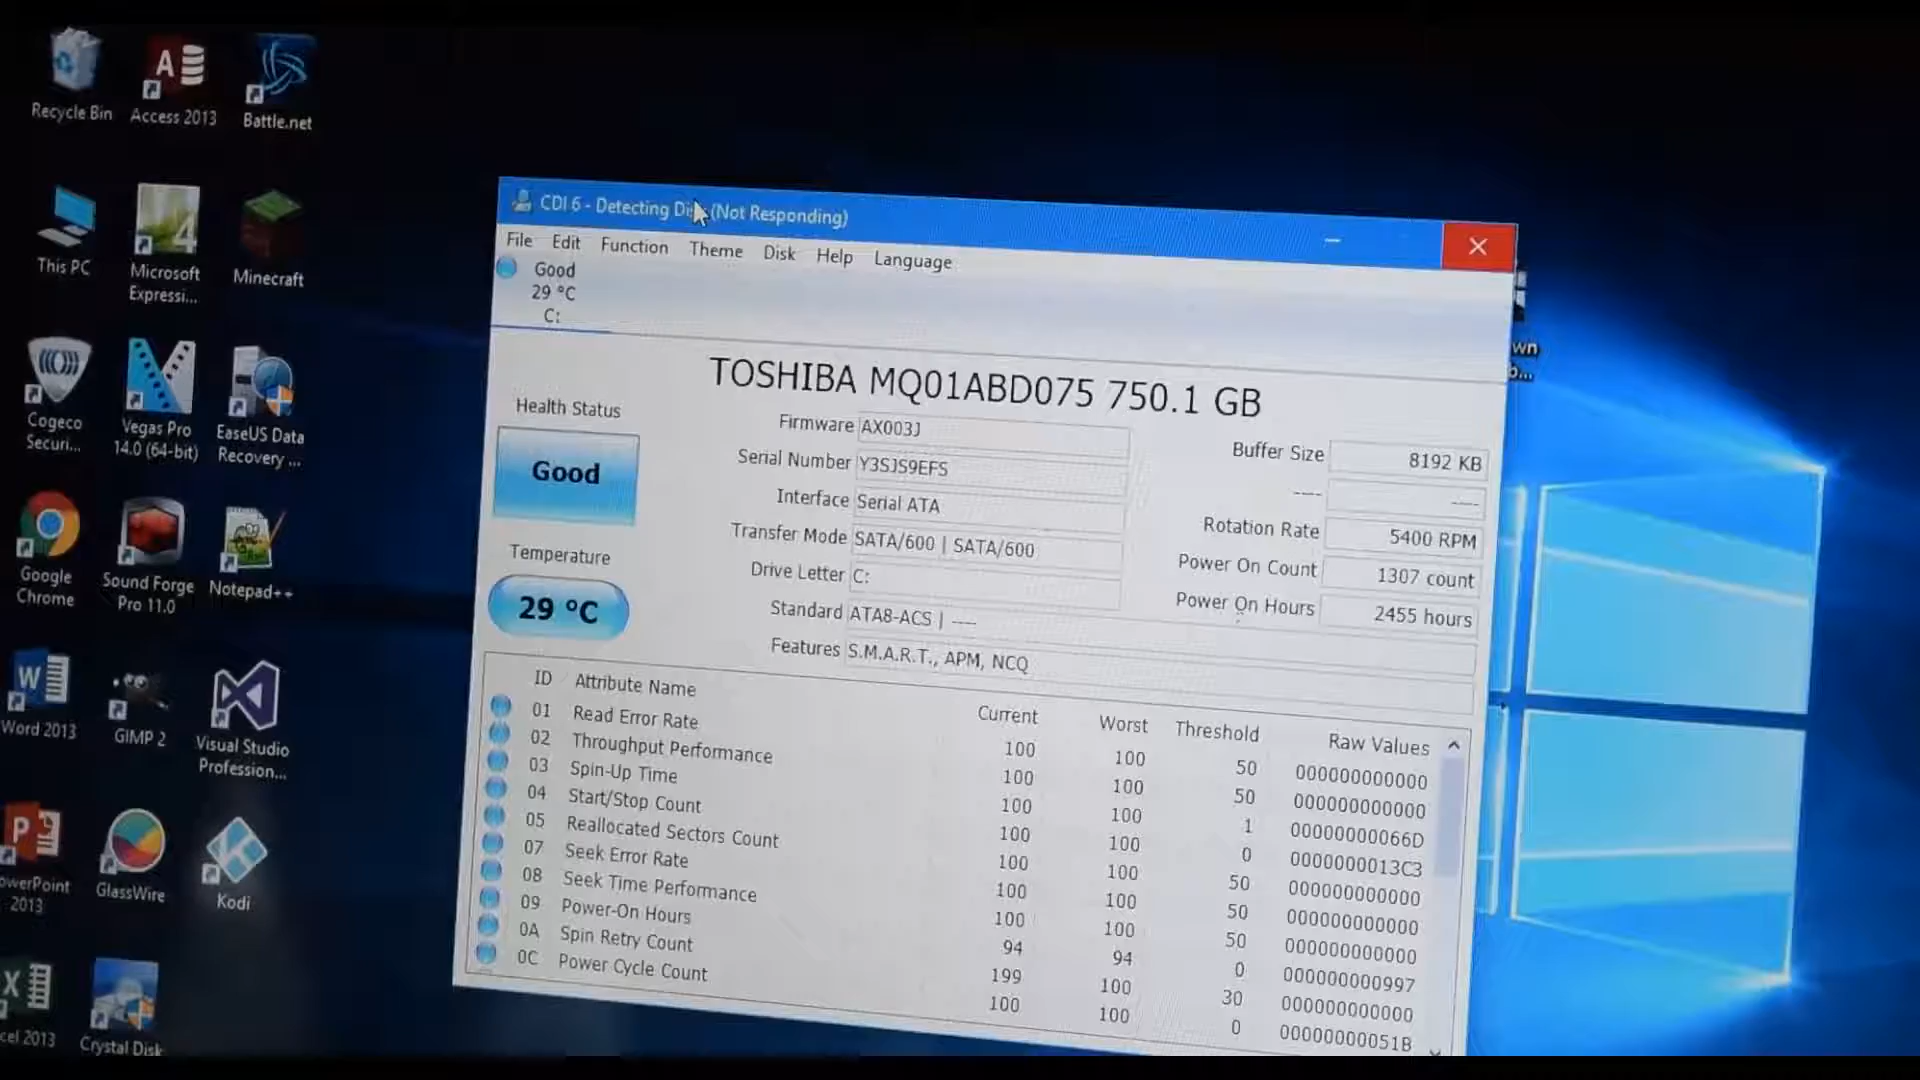 Recycle Bin
Access 2013
Battle.net
This PC
Microsoft
Expressi...
Minecraft
Cogeco
Securi...
Vegas Pro
14.0 (64-bit)
EaseUS Data
Recovery ...
Google
Chrome
Sound Forge
Pro 11.0
Notepad++
Word 2013
GIMP 2
Visual Studio
Profession...
owerPoint
2013
GlassWire
Kodi
cel 2013
Crystal Disk
CDI 6 - Detecting (Not Responding)
File Edit Function Theme Disk Help Language
Good
29 °C
C:
TOSHIBA MQ01ABD075 750.1 GB
Health Status
Good
Temperature
29 °C
Firmware AX003J
Serial Number Y3SJS9EFS
Interface Serial ATA
Transfer Mode SATA/600 | SATA/600
Drive Letter C:
Standard ATA8-ACS | ----
Features S.M.A.R.T., APM, NCQ
Buffer Size 8192 KB
---- ----
Rotation Rate 5400 RPM
Power On Count 1307 count
Power On Hours 2455 hours
ID Attribute Name Current Worst Threshold Raw Values
01 Read Error Rate 100 100 50 000000000000
02 Throughput Performance 100 100 50 000000000000
03 Spin-Up Time 100 100 1 00000000066D
04 Start/Stop Count 100 100 0 0000000013C3
05 Reallocated Sectors Count 100 100 50 000000000000
07 Seek Error Rate 100 100 50 000000000000
08 Seek Time Performance 100 100 50 000000000000
09 Power-On Hours 94 94 0 000000000997
0A Spin Retry Count 199 100 30 000000000000
0C Power Cycle Count 100 100 0 00000000051B
wn